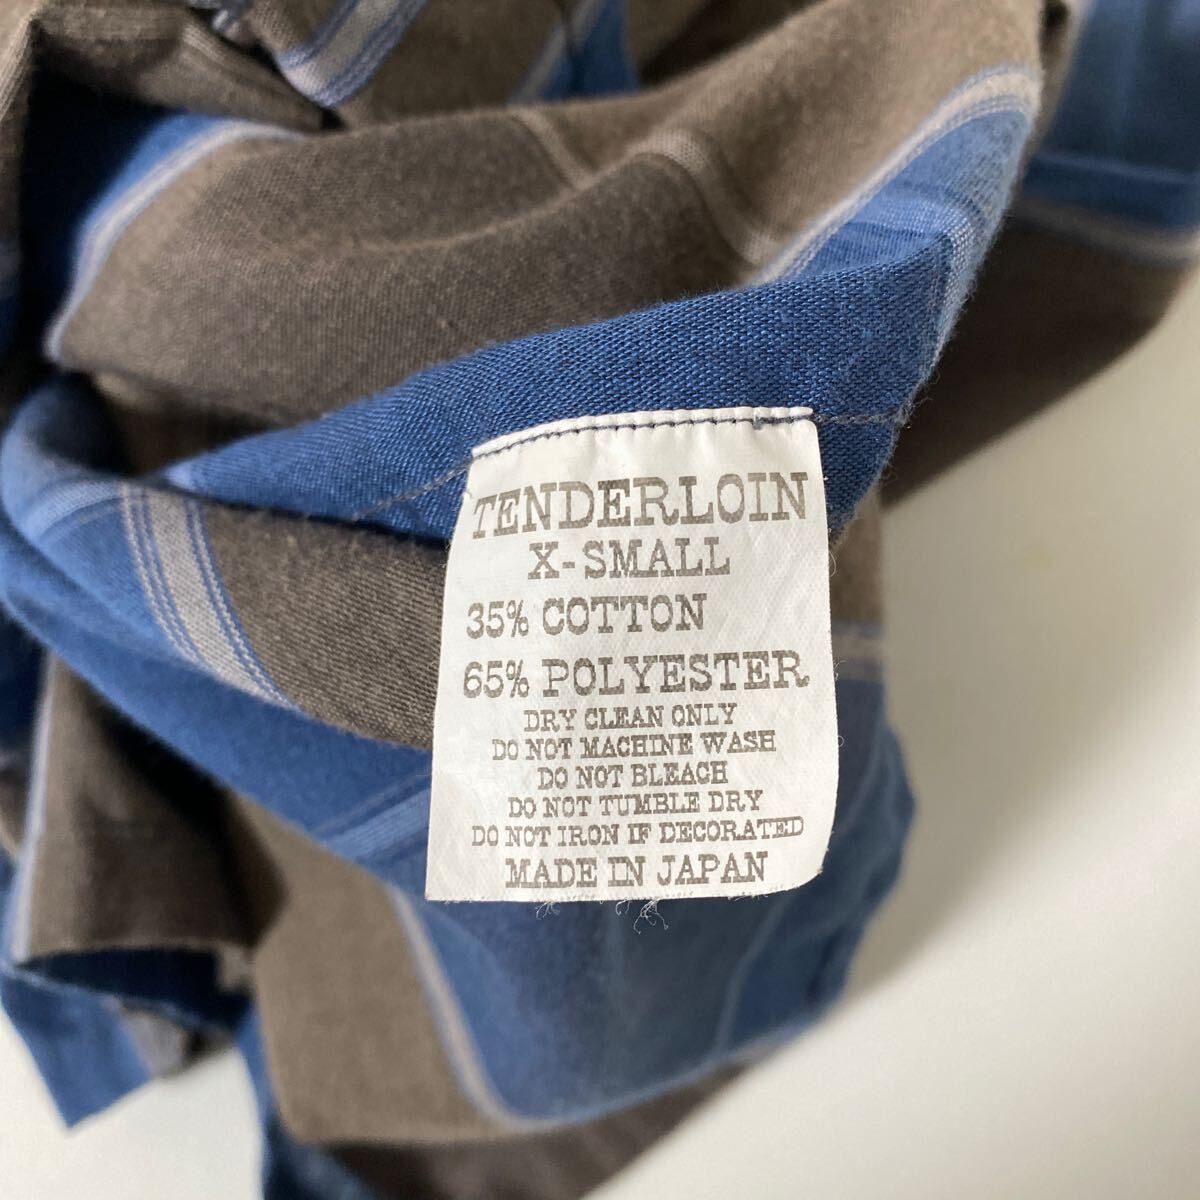 TENDERLOIN
X-SMALL
35% COTTON
65% POLYESTER
DRY CLEAN ONLY
DO NOT MACHINE WASH
DO NOT BLEACH
DO NOT TUMBLE DRY
DO NOT IRON IF DECORATED
MADE IN JAPAN